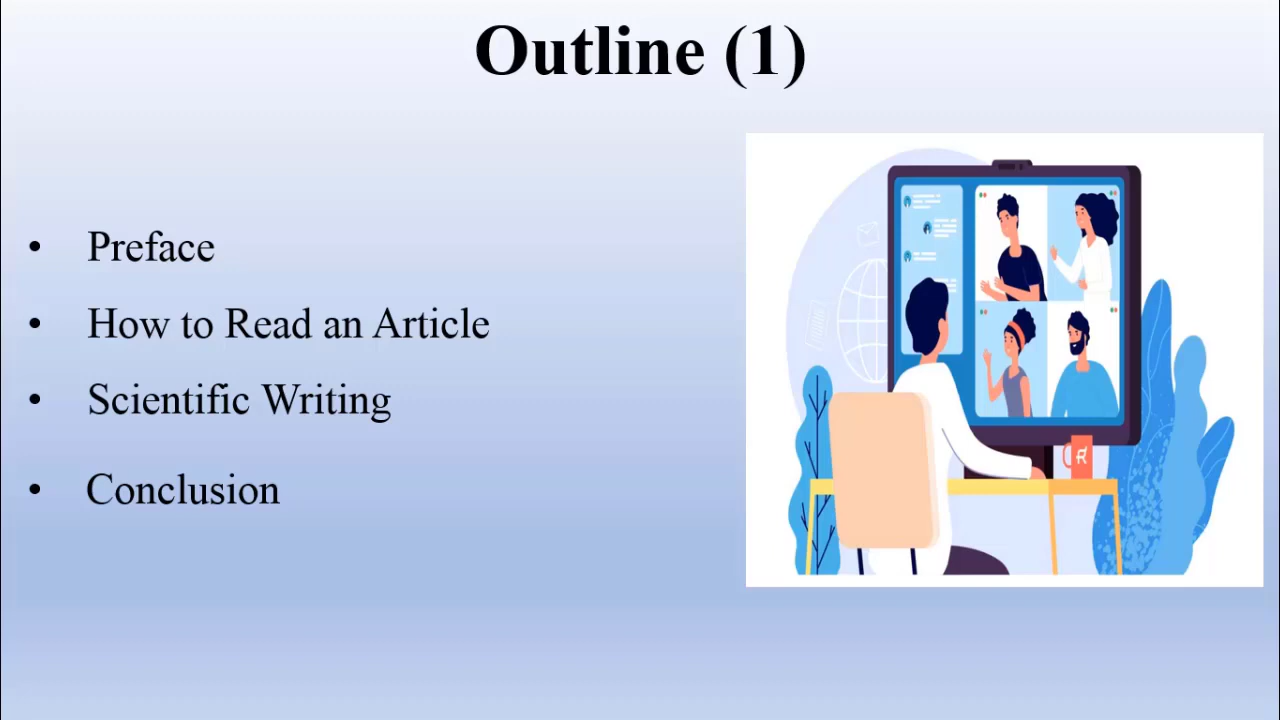 Outline (1)
• Preface
• How to Read an Article
• Scientific Writing
• Conclusion